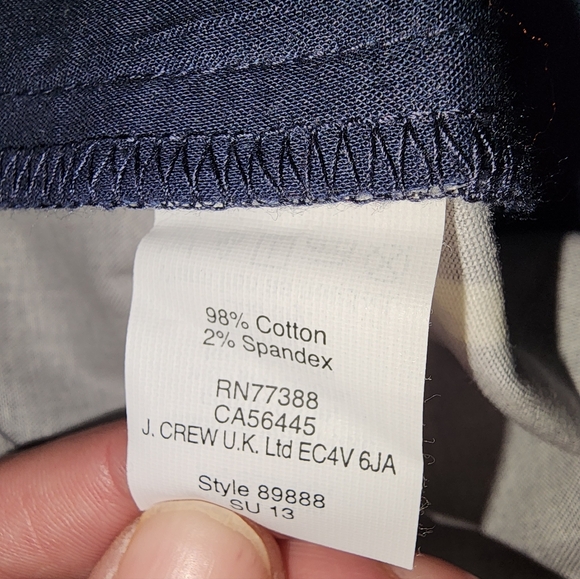 98% Cotton
2% Spandex
RN77388
CA56445
J. CREW U.K. Ltd EC4V 6JA
Style 89888
SU 13